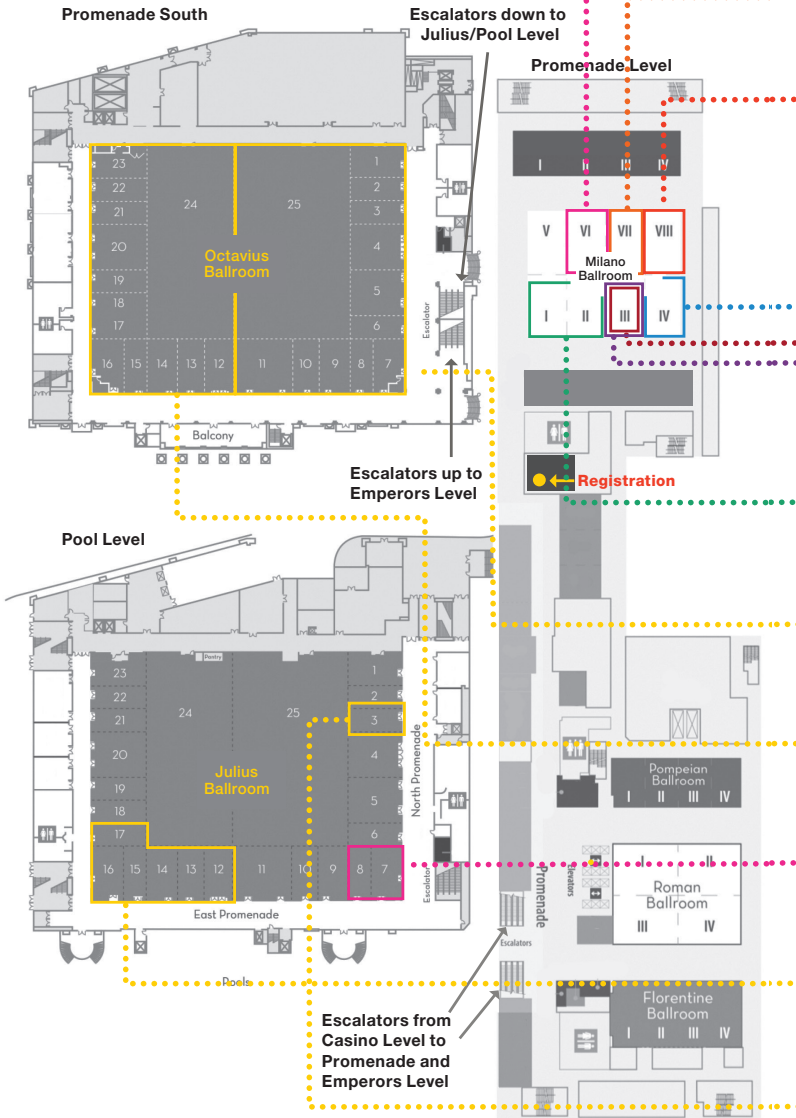 Promenade South
Escalators down to
Julius/Pool Level
Promenade Level
I II III IV
23
22
21
20
19
18
17
24
25
1
2
3
4
5
6
Octavius
Ballroom
16 15 14 13 12 11 10 9 8 7
Escalator
Balcony
V VI VII VIII
Milano
Ballroom
I II III IV
Escalators up to
Emperors Level
Registration
Pool Level
Pantry
23
22
21
20
19
18
17
24
25
1
2
3
4
5
6
Julius
Ballroom
16 15 14 13 12 11 10 9 8 7
North Promenade
Escalator
East Promenade
Pools
Pompeian
Ballroom
I II III IV
Promenade
Elevators
Escalators
I II
Roman
Ballroom
III IV
Florentine
Ballroom
I II III IV
Escalators from
Casino Level to
Promenade and
Emperors Level